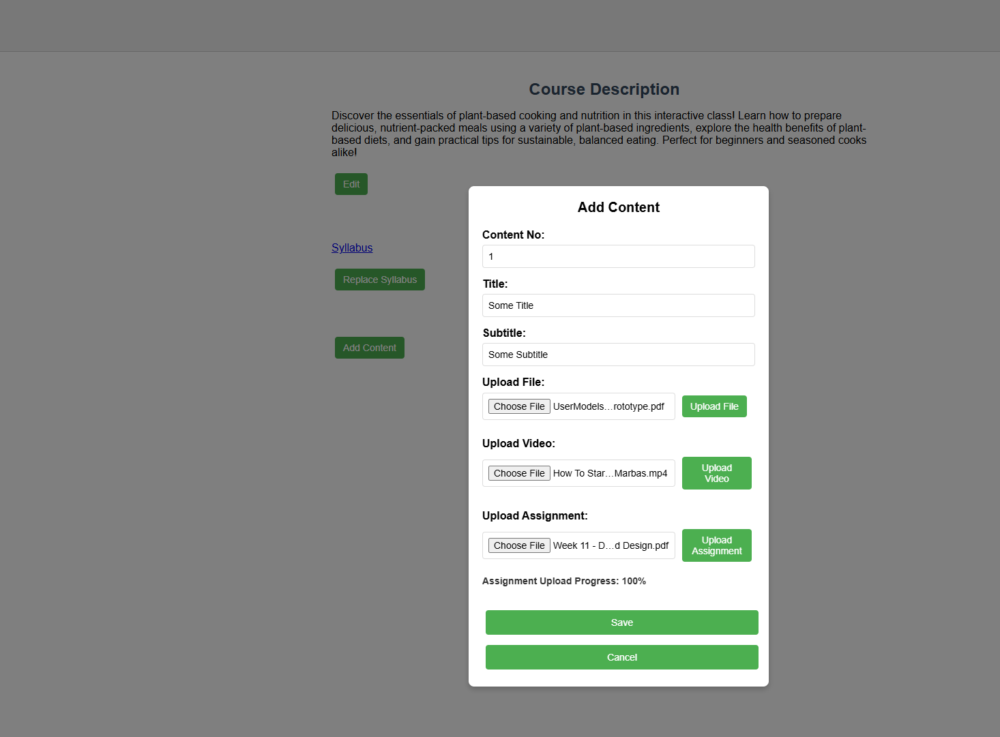 Course Description
Discover the essentials of plant-based cooking and nutrition in this interactive class! Learn how to prepare
delicious, nutrient-packed meals using a variety of plant-based ingredients, explore the health benefits of plant-
based diets, and gain practical tips for sustainable, balanced eating. Perfect for beginners and seasoned cooks
alike!
Edit
Syllabus
Replace Syllabus
Add Content
Add Content
Content No:
1
Title:
Some Title
Subtitle:
Some Subtitle
Upload File:
Choose File UserModels...rototype.pdf
Upload File
Upload Video:
Choose File How To Star...Marbas.mp4
Upload
Video
Upload Assignment:
Choose File Week 11 - D...d Design.pdf
Upload
Assignment
Assignment Upload Progress: 100%
Save
Cancel